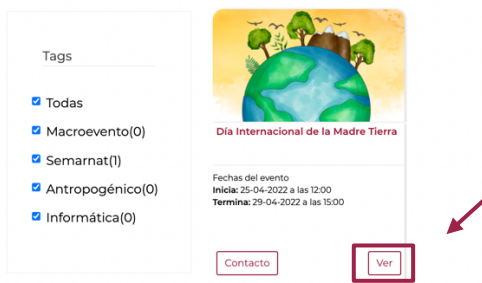 Tags
Todas
Macroevento(0)
Semarnat(1)
Antropogénico(0)
Informática(0)
Día Internacional de la Madre Tierra
Fechas del evento
Inicia: 25-04-2022 a las 12:00
Termina: 29-04-2022 a las 15:00
Contacto
Ver